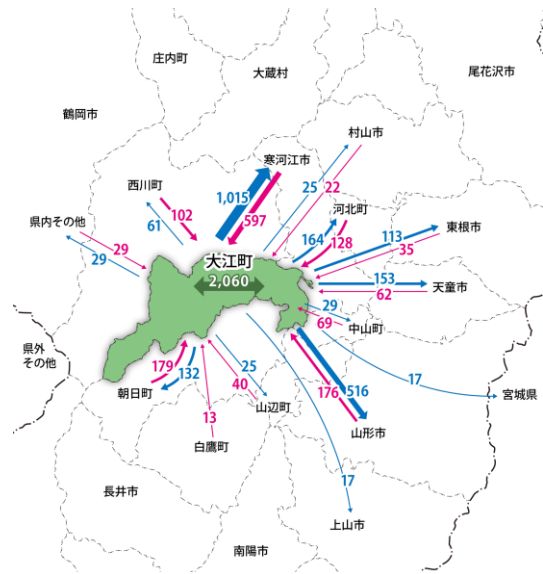 庄内町
大蔵村
尾花沢市
鶴岡市
村山市
寒河江市
西川町
1,015
597
25
22
河北町
102
61
県内その他
29
29
164
128
113
35
東根市
大江町
2,060
153
62
天童市
29
69
中山町
県外
その他
179
132
朝日町
25
40
山辺町
13
白鷹町
176
516
山形市
17
宮城県
17
上山市
長井市
南陽市